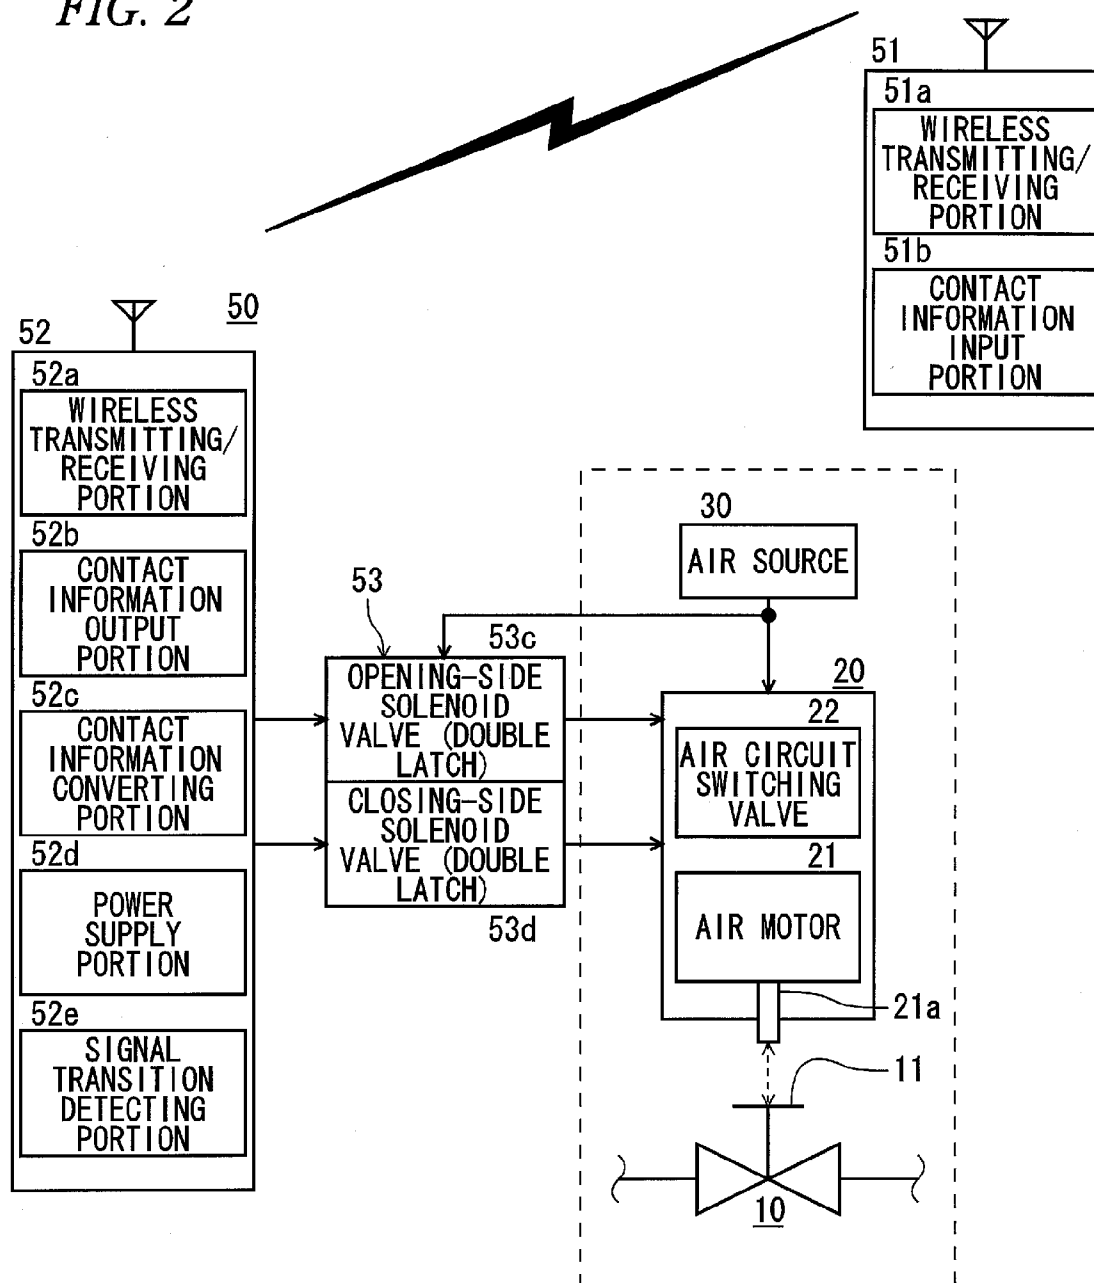 FIG. 2
51
51a
WIRELESS
TRANSMITTING/
RECEIVING
PORTION
51b
CONTACT
INFORMATION
INPUT
PORTION
50
52
52a
WIRELESS
TRANSMITTING/
RECEIVING
PORTION
52b
CONTACT
INFORMATION
OUTPUT
PORTION
52c
CONTACT
INFORMATION
CONVERTING
PORTION
52d
POWER
SUPPLY
PORTION
52e
SIGNAL
TRANSITION
DETECTING
PORTION
53
53c
OPENING-SIDE
SOLENOID
VALVE (DOUBLE
LATCH)
CLOSING-SIDE
SOLENOID
VALVE (DOUBLE
LATCH)
53d
30
AIR SOURCE
20
22
AIR CIRCUIT
SWITCHING
VALVE
21
AIR MOTOR
21a
11
10